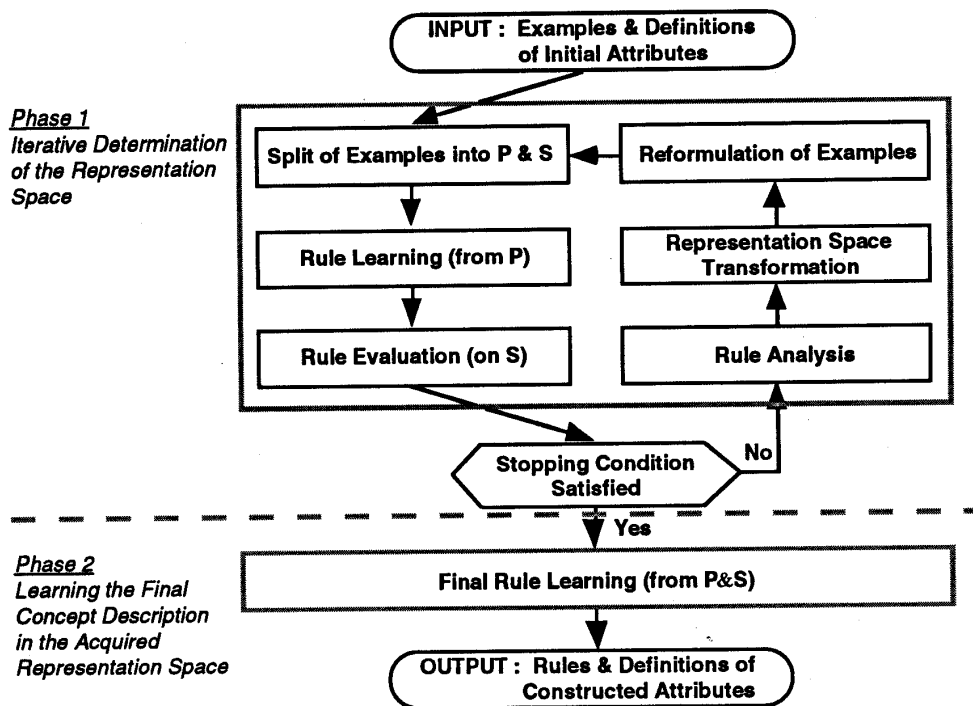 INPUT : Examples & Definitions
of Initial Attributes
Phase 1
Iterative Determination
of the Representation
Space
Split of Examples into P & S
Reformulation of Examples
Rule Learning (from P)
Representation Space
Transformation
Rule Evaluation (on S)
Rule Analysis
Stopping Condition
Satisfied
No
Yes
Phase 2
Learning the Final
Concept Description
in the Acquired
Representation Space
Final Rule Learning (from P&S)
OUTPUT : Rules & Definitions of
Constructed Attributes